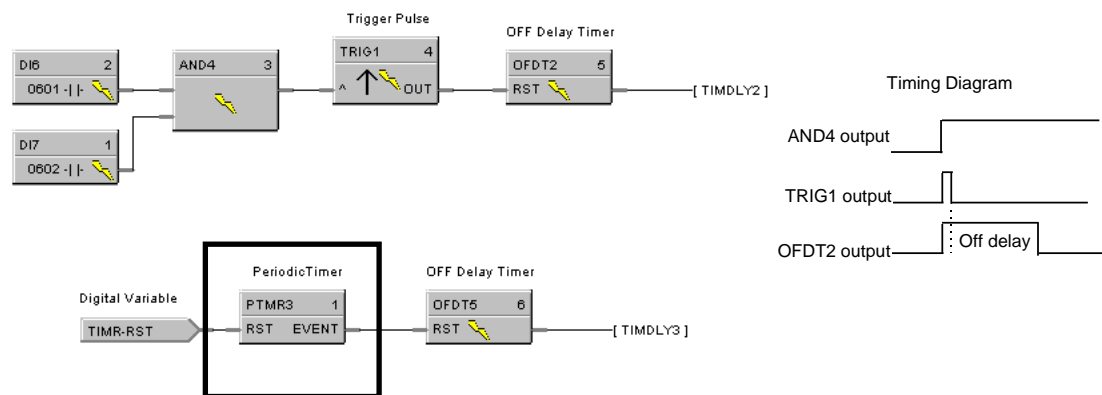 Trigger Pulse
OFF Delay Timer
DI6 2
0601 -| |-
AND4 3
TRIG1 4
^ OUT
OFDT2 5
RST
[ TIMDLY2 ]
DI7 1
0602 -| |-
Timing Diagram
AND4 output
TRIG1 output
OFDT2 output
Off delay
PeriodicTimer
OFF Delay Timer
Digital Variable
TIMR-RST
PTMR3 1
RST EVENT
OFDT5 6
RST
[ TIMDLY3 ]